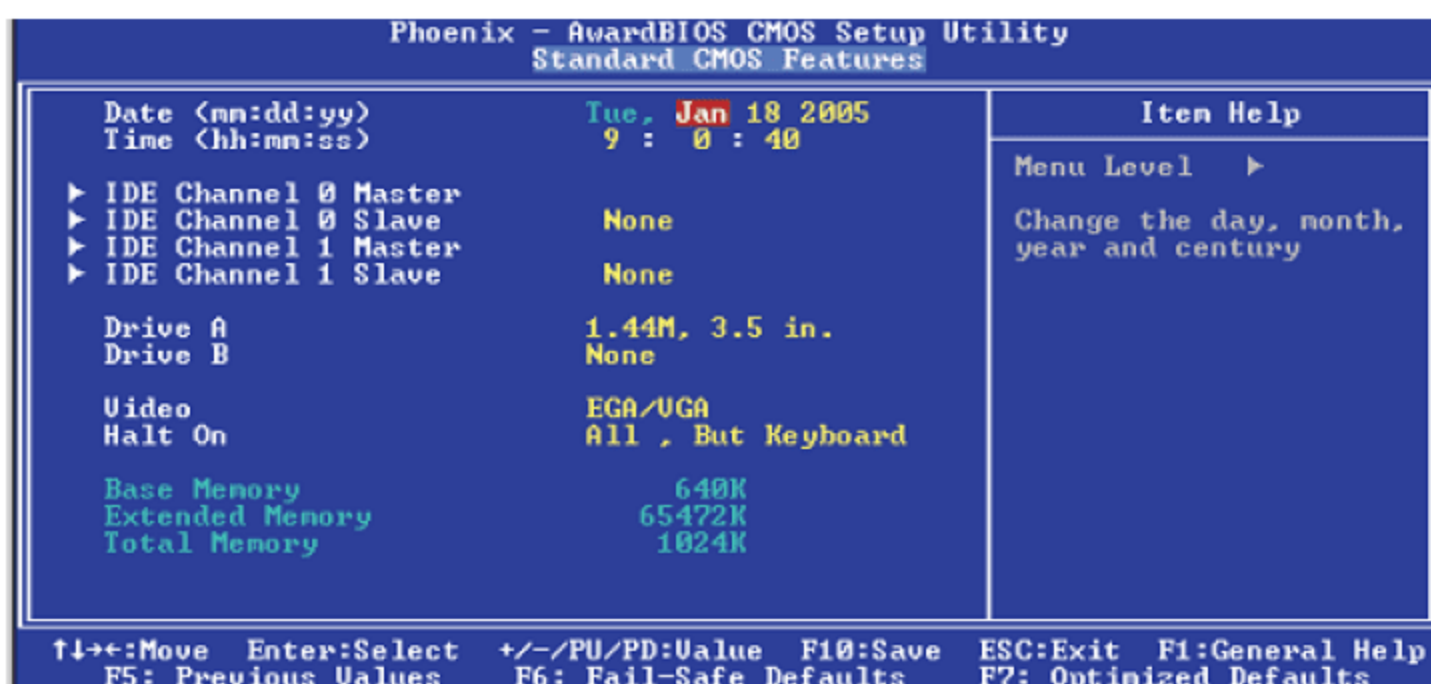 Phoenix - AwardBIOS CMOS Setup Utility
Standard CMOS Features
Date (mm:dd:yy) Tue, Jan 18 2005
Time (hh:mm:ss) 9 : 0 : 40
▶ IDE Channel 0 Master
▶ IDE Channel 0 Slave None
▶ IDE Channel 1 Master
▶ IDE Channel 1 Slave None
Drive A 1.44M, 3.5 in.
Drive B None
Video EGA/VGA
Halt On All , But Keyboard
Base Memory 640K
Extended Memory 65472K
Total Memory 1024K
Item Help
Menu Level ▶
Change the day, month,
year and century
↑↓→←:Move Enter:Select +/-/PU/PD:Value F10:Save ESC:Exit F1:General Help
F5: Previous Values F6: Fail-Safe Defaults F7: Optimized Defaults